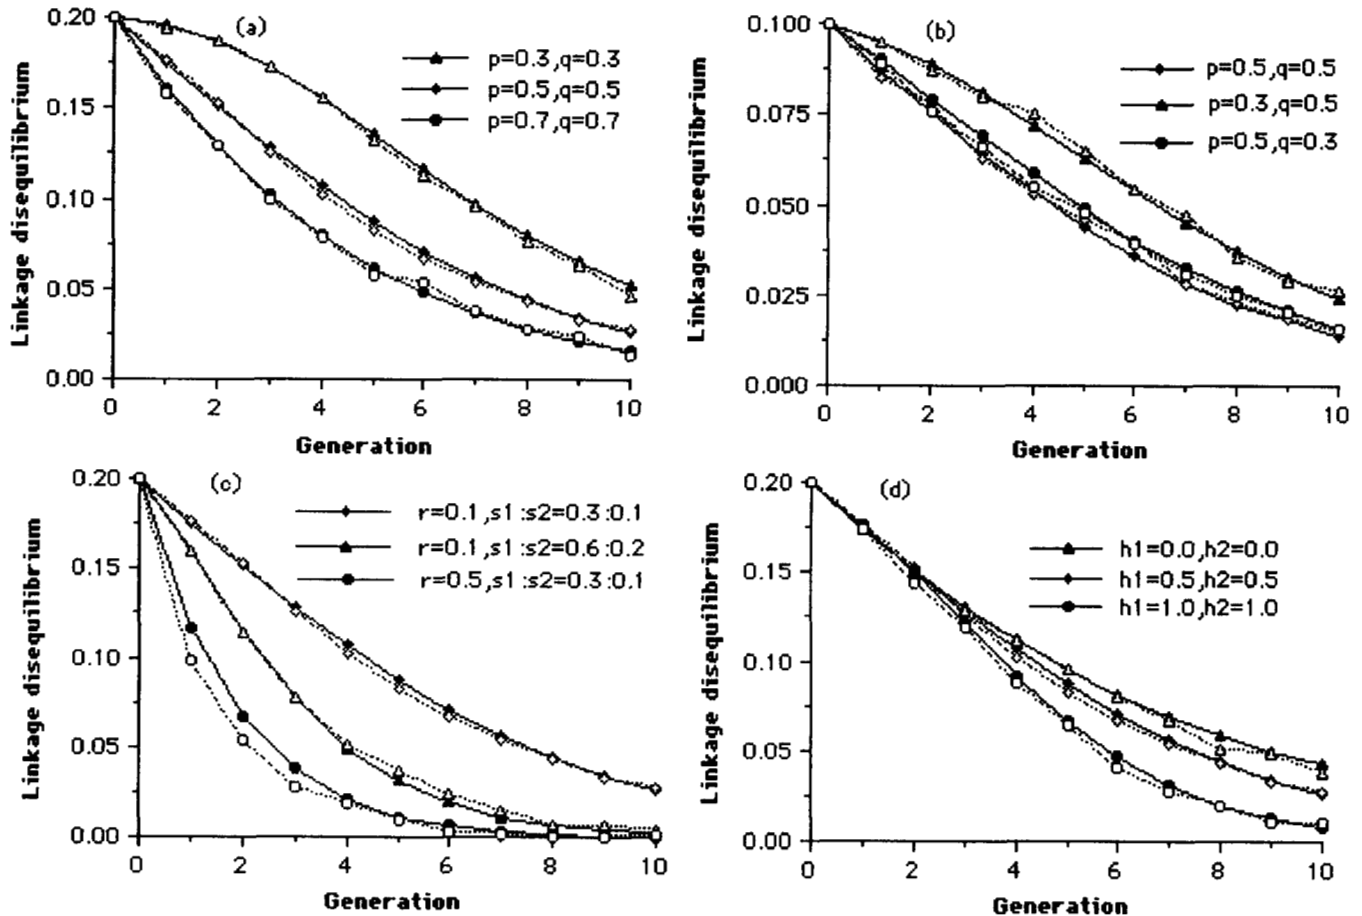 (a)
Linkage disequilibrium
0.20
0.15
0.10
0.05
0.00
p=0.3,q=0.3
p=0.5,q=0.5
p=0.7,q=0.7
0 2 4 6 8 10
Generation
(b)
Linkage disequilibrium
0.100
0.075
0.050
0.025
0.000
p=0.5,q=0.5
p=0.3,q=0.5
p=0.5,q=0.3
0 2 4 6 8 10
Generation
(c)
Linkage disequilibrium
0.20
0.15
0.10
0.05
0.00
r=0.1,s1:s2=0.3:0.1
r=0.1,s1:s2=0.6:0.2
r=0.5,s1:s2=0.3:0.1
0 2 4 6 8 10
Generation
(d)
Linkage disequilibrium
0.20
0.15
0.10
0.05
0.00
h1=0.0,h2=0.0
h1=0.5,h2=0.5
h1=1.0,h2=1.0
0 2 4 6 8 10
Generation